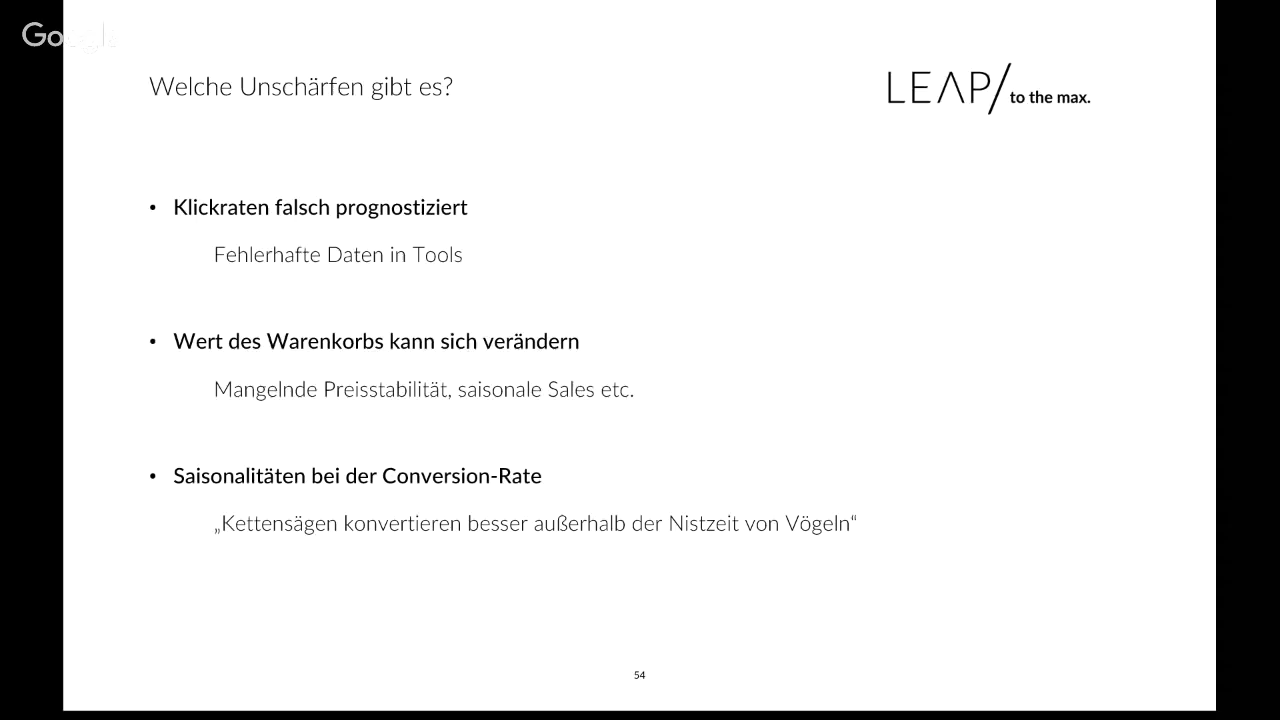 Google
Welche Unschärfen gibt es?
LEAP/to the max.
• Klickraten falsch prognostiziert
Fehlerhafte Daten in Tools
• Wert des Warenkorbs kann sich verändern
Mangelnde Preisstabilität, saisonale Sales etc.
• Saisonalitäten bei der Conversion-Rate
„Kettensägen konvertieren besser außerhalb der Nistzeit von Vögeln“
54